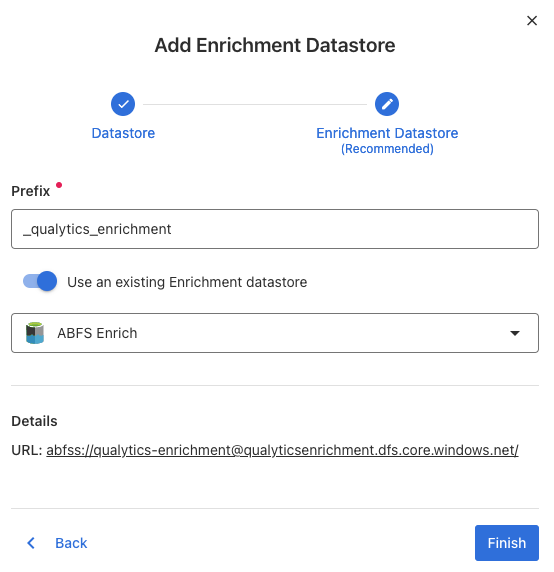 Add Enrichment Datastore
Datastore
Enrichment Datastore
(Recommended)
Prefix
_qualytics_enrichment
Use an existing Enrichment datastore
ABFS Enrich
Details
URL: abfss://qualytics-enrichment@qualyticsenrichment.dfs.core.windows.net/
Back
Finish